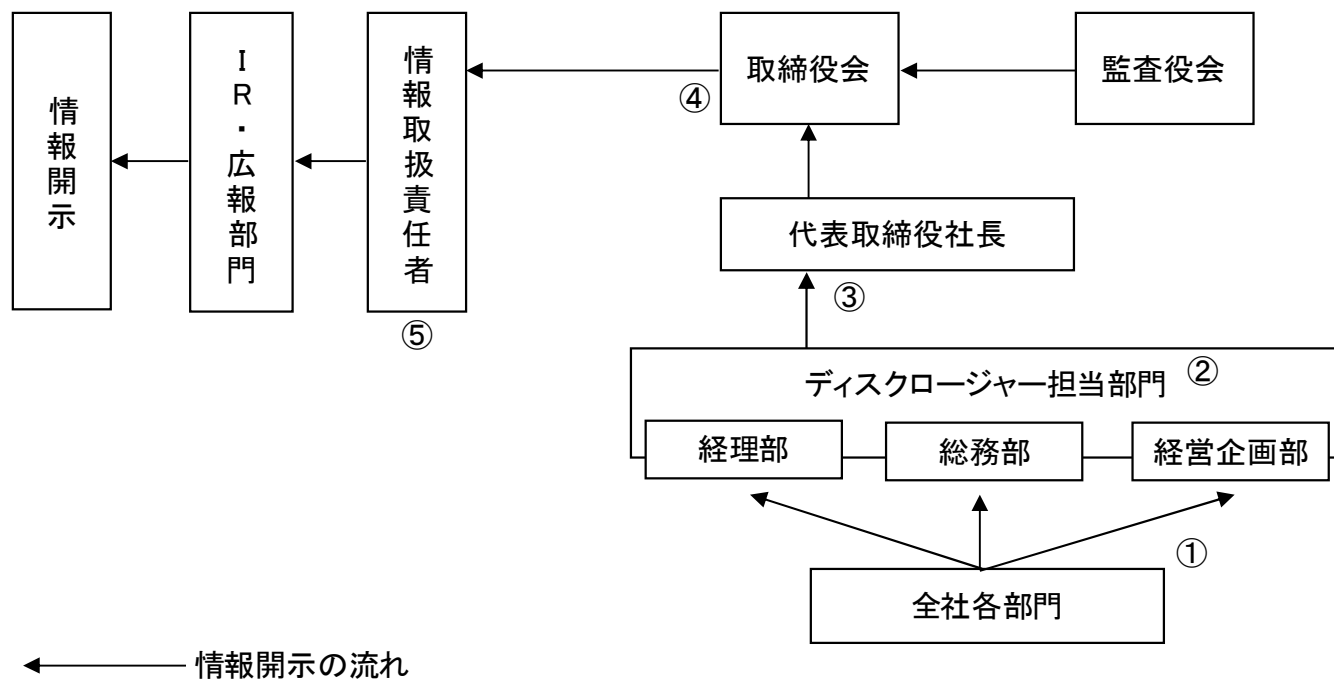 情報開示
IR・広報部門
情報取扱責任者
⑤
④
取締役会
監査役会
代表取締役社長
③
ディスクロージャー担当部門
②
経理部
総務部
経営企画部
①
全社各部門
情報開示の流れ